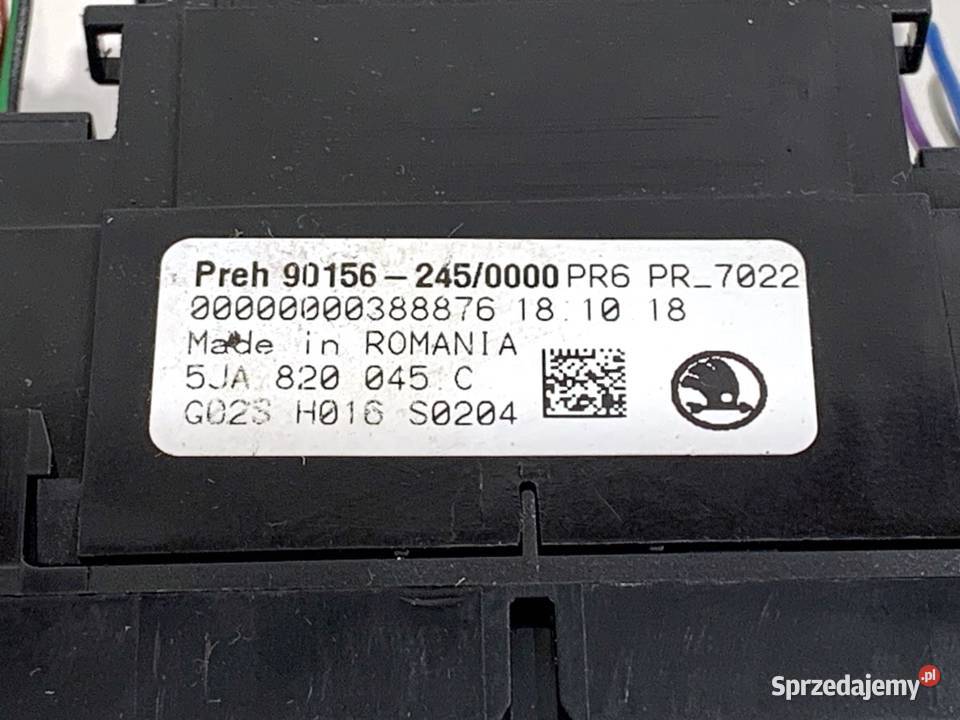 Preh 90156-245/0000 PR6 PR_7022
00000000388876 18.10.18
Made in ROMANIA
5JA 820 045 C
G023 H016 S0204
Sprzedajemy.pl